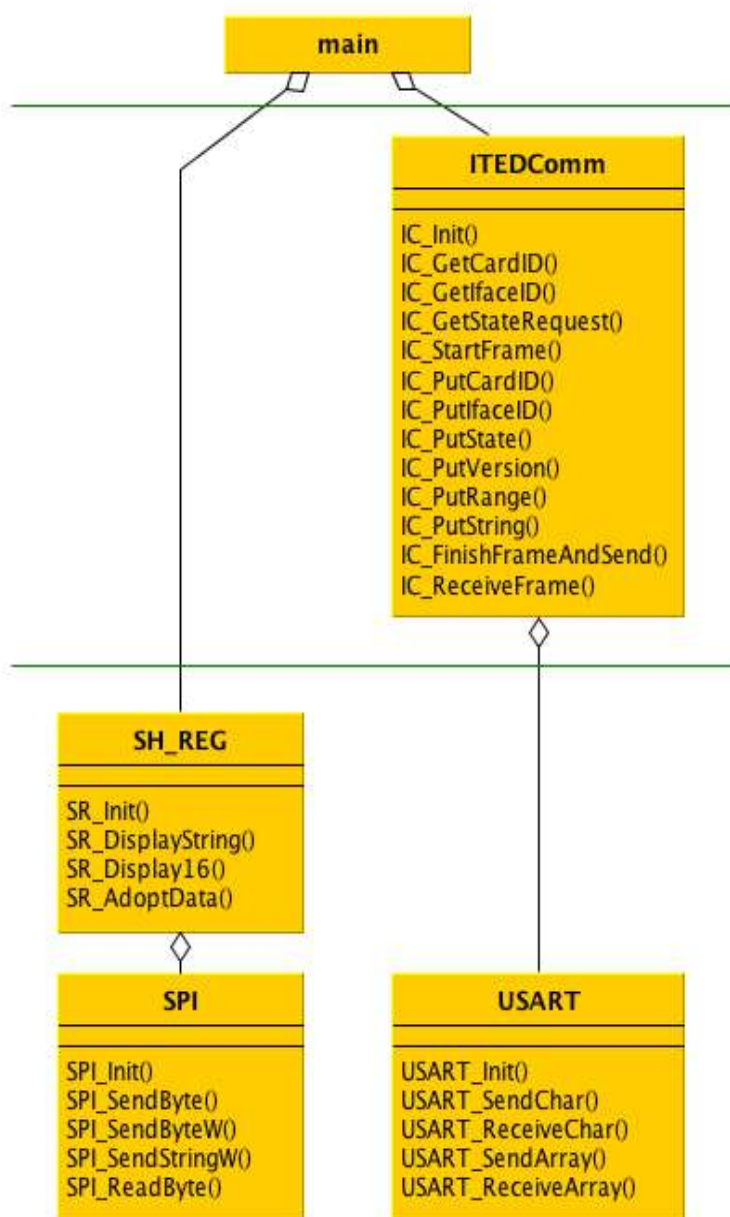 main
ITEDComm
IC_Init()
IC_GetCardID()
IC_GetIfaceID()
IC_GetStateRequest()
IC_StartFrame()
IC_PutCardID()
IC_PutIfaceID()
IC_PutState()
IC_PutVersion()
IC_PutRange()
IC_PutString()
IC_FinishFrameAndSend()
IC_ReceiveFrame()
SH_REG
SR_Init()
SR_DisplayString()
SR_Display16()
SR_AdoptData()
SPI
SPI_Init()
SPI_SendByte()
SPI_SendByteW()
SPI_SendStringW()
SPI_ReadByte()
USART
USART_Init()
USART_SendChar()
USART_ReceiveChar()
USART_SendArray()
USART_ReceiveArray()